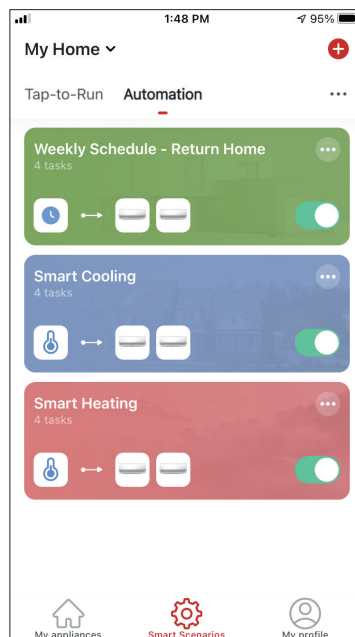 1:48 PM
95%
My Home
Tap-to-Run Automation
Weekly Schedule - Return Home
4 tasks
Smart Cooling
4 tasks
Smart Heating
4 tasks
My appliances Smart Scenarios My profile